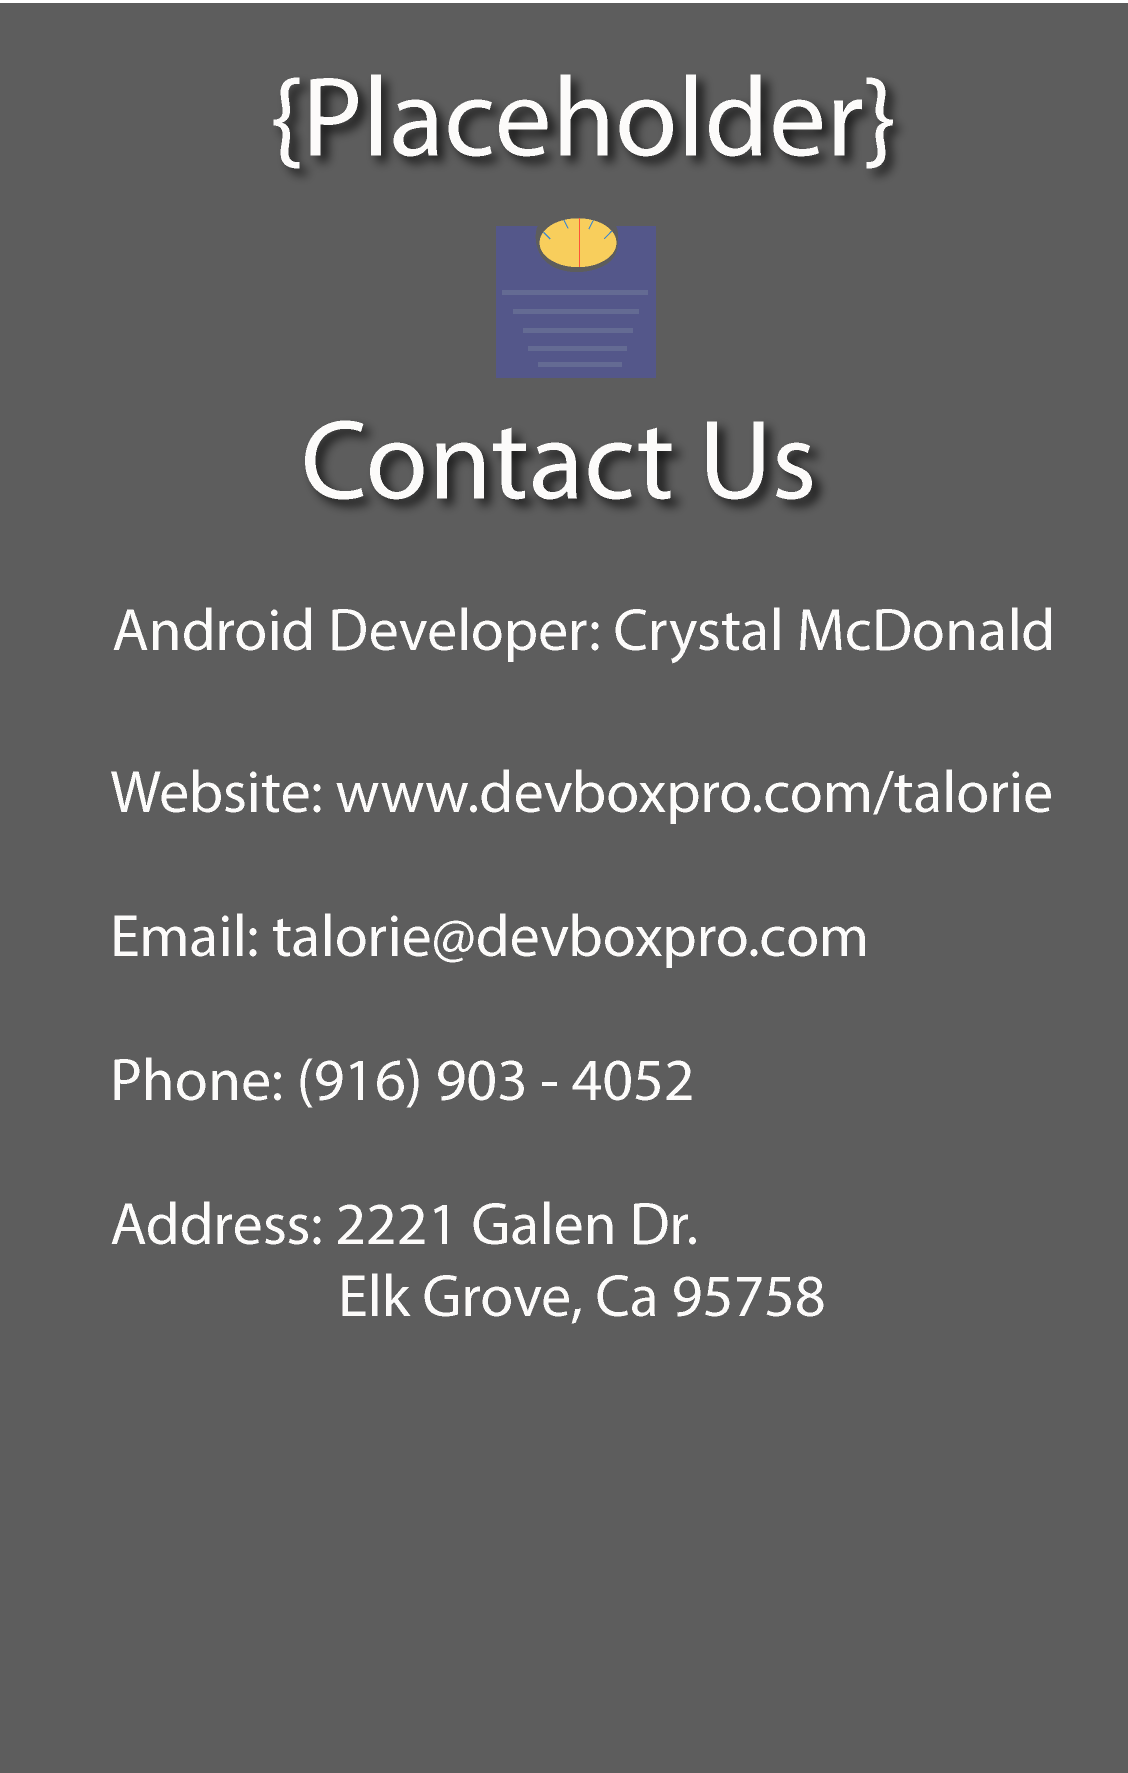 {Placeholder}
Contact Us
Android Developer: Crystal McDonald
Website: www.devboxpro.com/talorie
Email: talorie@devboxpro.com
Phone: (916) 903 - 4052
Address: 2221 Galen Dr.
Elk Grove, Ca 95758